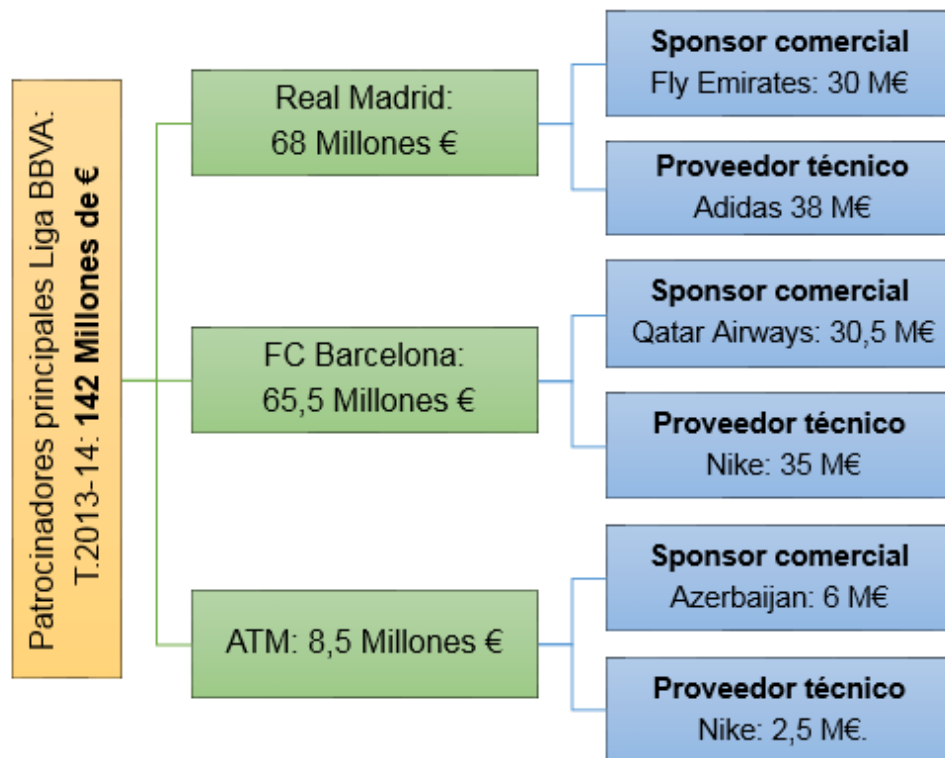 Patrocinadores principales Liga BBVA:
T.2013-14: 142 Millones de €
Real Madrid:
68 Millones €
Sponsor comercial
Fly Emirates: 30 M€
Proveedor técnico
Adidas 38 M€
FC Barcelona:
65,5 Millones €
Sponsor comercial
Qatar Airways: 30,5 M€
Proveedor técnico
Nike: 35 M€
ATM: 8,5 Millones €
Sponsor comercial
Azerbaijan: 6 M€
Proveedor técnico
Nike: 2,5 M€.